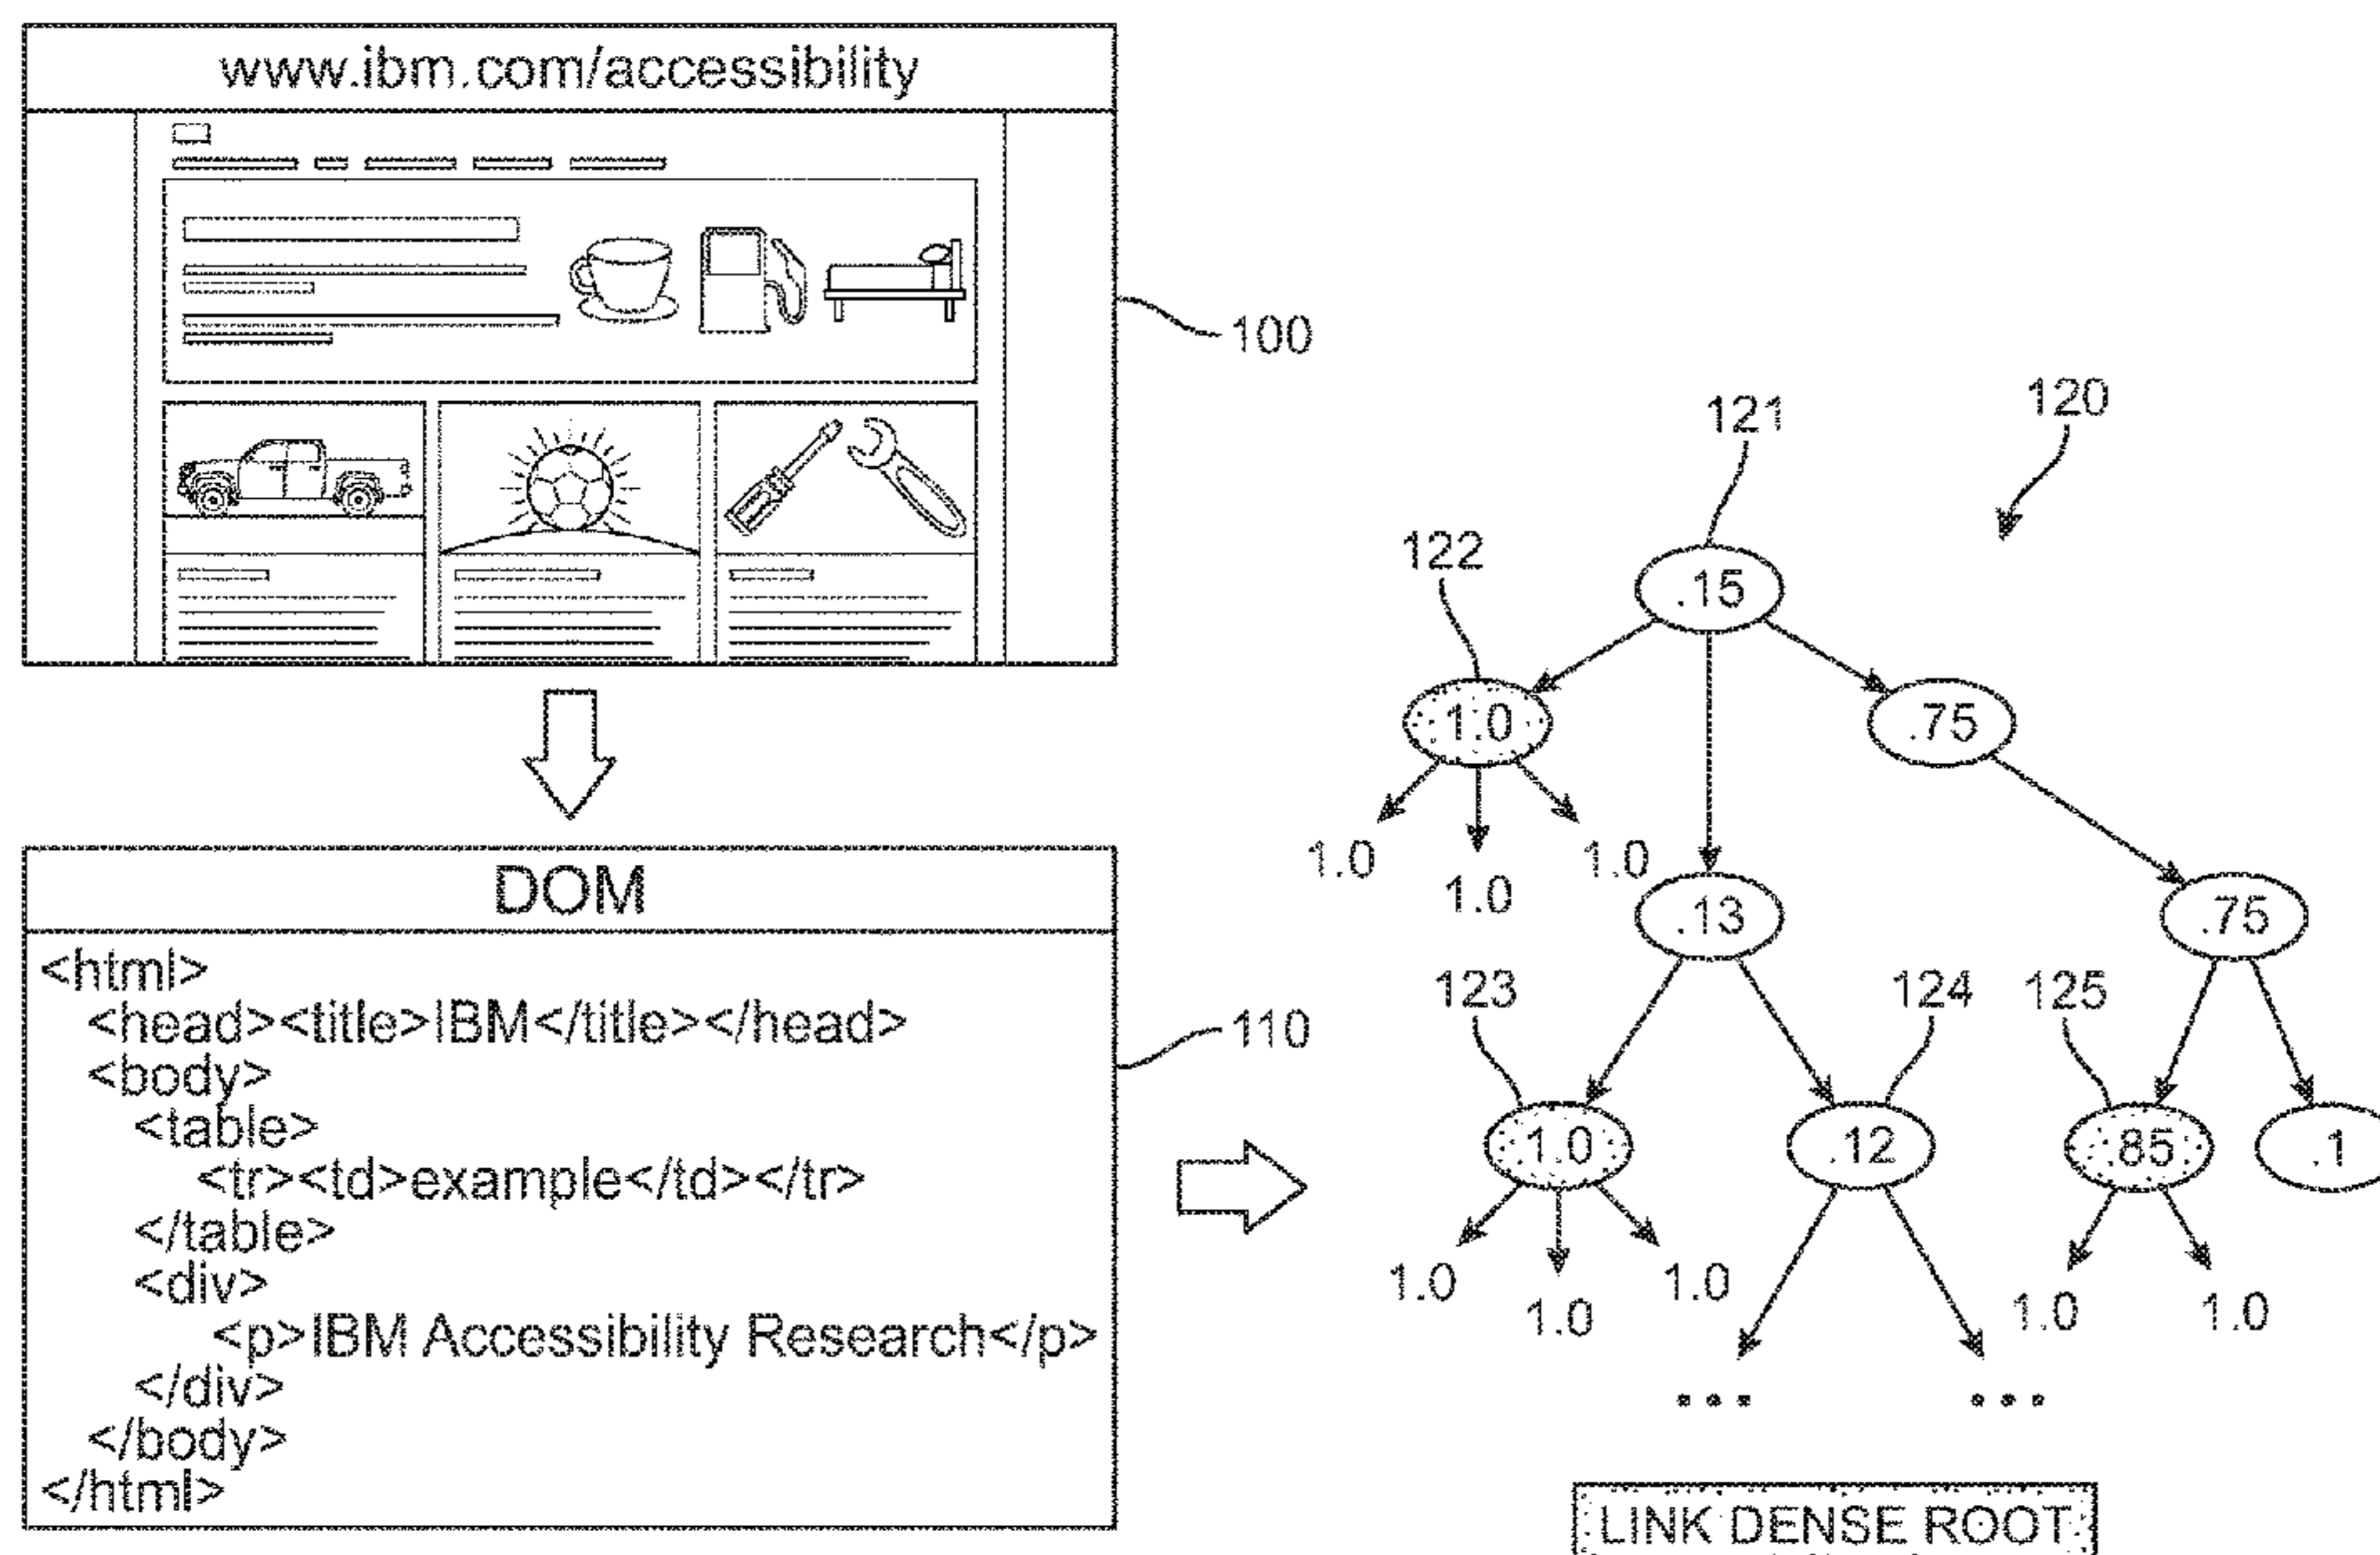 www.ibm.com/accessibility
100
DOM
<html>
<head><title>IBM</title></head>
<body>
<table>
<tr><td>example</td></tr>
</table>
<div>
<p>IBM Accessibility Research</p>
</div>
</body>
</html>
110
120
121
.15
122
1.0
.75
1.0
1.0
1.0
.13
.75
123
124
125
1.0
.12
.85
.1
1.0
1.0
1.0
1.0
1.0
... ...
LINK DENSE ROOT